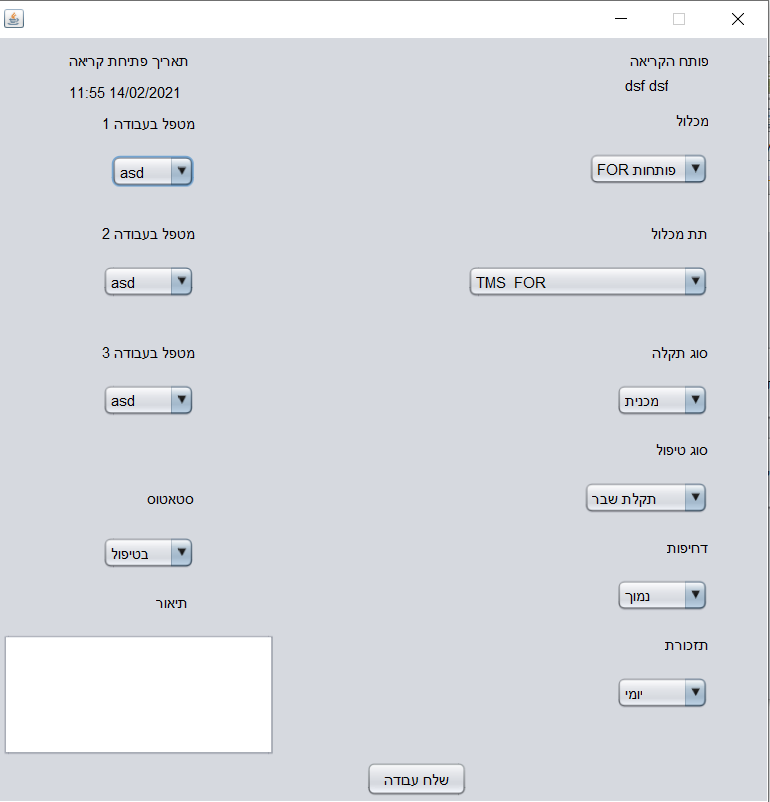 פותח הקריאה
dsf dsf
מכלול
פותחות FOR
תת מכלול
TMS FOR
סוג תקלה
מכנית
סוג טיפול
תקלת שבר
דחיפות
נמוך
תזכורת
יומי
תאריך פתיחת קריאה
11:55 14/02/2021
מטפל בעבודה 1
asd
מטפל בעבודה 2
asd
מטפל בעבודה 3
asd
סטאטוס
בטיפול
תיאור
שלח עבודה